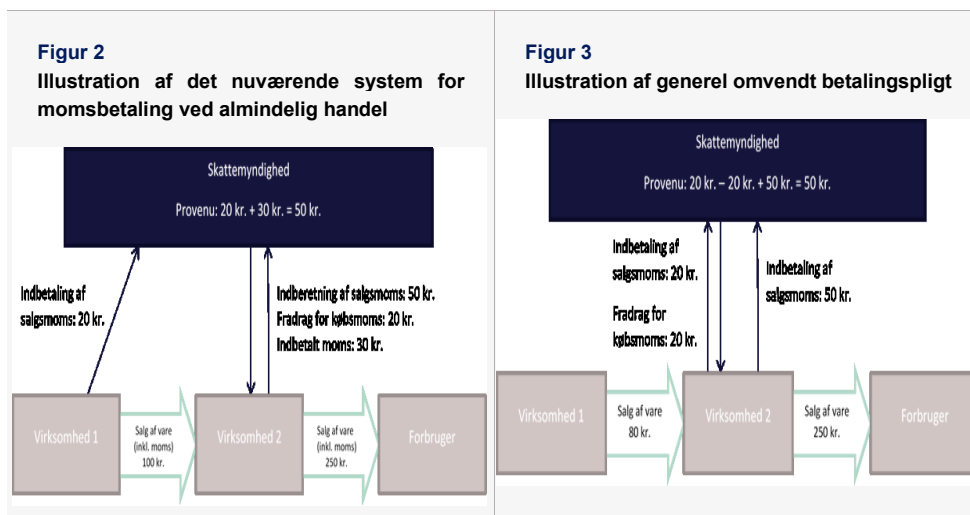 Figur 2
Illustration af det nuværende system for
momsbetaling ved almindelig handel
Skattemyndighed
Provenu: 20 kr. + 30 kr. = 50 kr.
Indbetaling af
salgsmoms: 20 kr.
Indberetning af salgsmoms: 50 kr.
Fradrag for købsmoms: 20 kr.
Indbetalt moms: 30 kr.
Virksomhed 1
Salg af vare
(inkl. moms)
100 kr.
Virksomhed 2
Salg af vare
(inkl. moms)
250 kr.
Forbruger
Figur 3
Illustration af generel omvendt betalingspligt
Skattemyndighed
Provenu: 20 kr. – 20 kr. + 50 kr. = 50 kr.
Indbetaling af
salgsmoms: 20 kr.
Fradrag for
købsmoms: 20 kr.
Indbetaling af
salgsmoms: 50 kr.
Virksomhed 1
Salg af vare
80 kr.
Virksomhed 2
Salg af vare
250 kr.
Forbruger